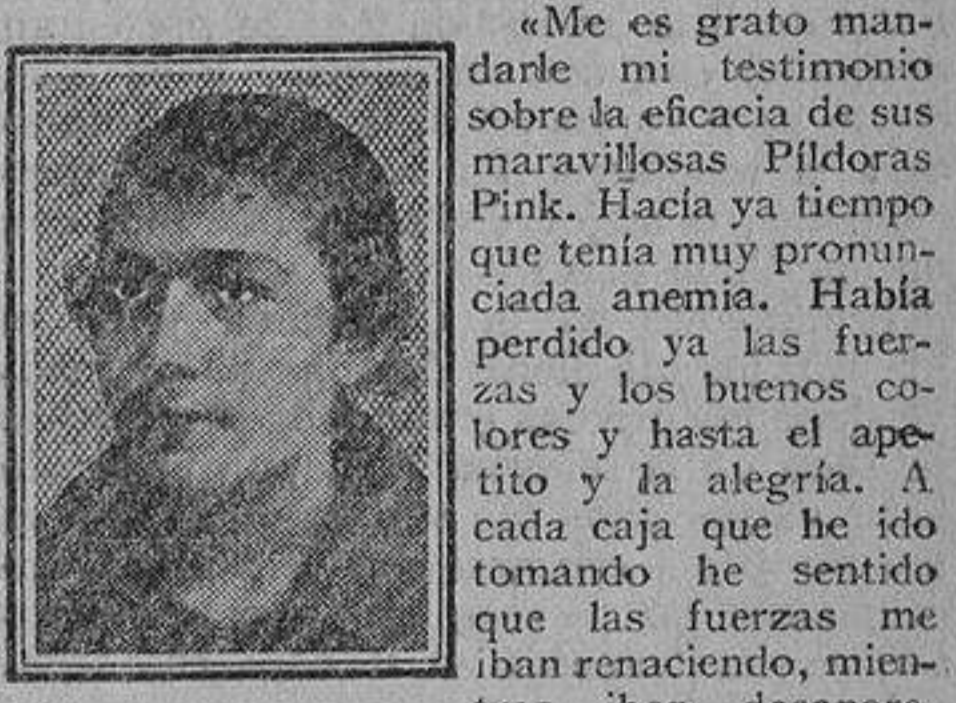 «Me es grato man-
darle mi testimonio
sobre la eficacia de sus
maravillosas Píldoras
Pink. Hacía ya tiempo
que tenía muy pronun-
ciada anemia. Había
perdido ya las fuer-
zas y los buenos co-
lores y hasta el ape-
tito y la alegría. A
cada caja que he ido
tomando he sentido
que las fuerzas me
iban renaciendo, mien-